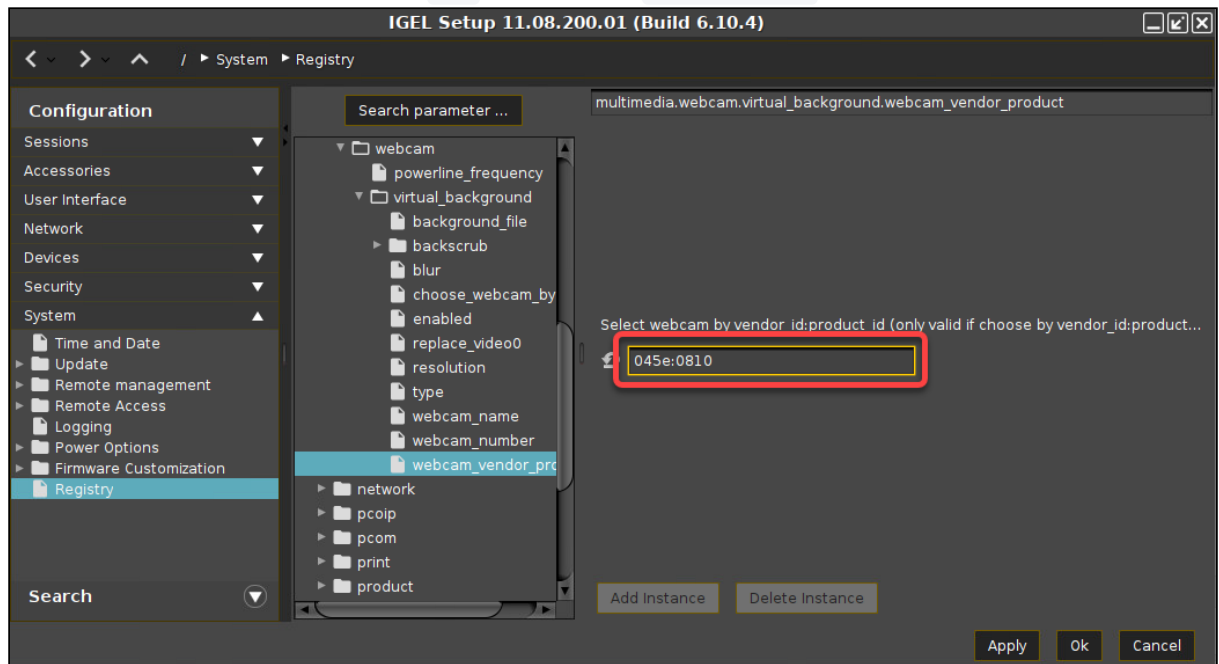 IGEL Setup 11.08.200.01 (Build 6.10.4)
/ ▸ System ▸ Registry
Configuration
Sessions
Accessories
User Interface
Network
Devices
Security
System
Time and Date
Update
Remote management
Remote Access
Logging
Power Options
Firmware Customization
Registry
Search
Search parameter ...
webcam
powerline_frequency
virtual_background
background_file
backscrub
blur
choose_webcam_by
enabled
replace_video0
resolution
type
webcam_name
webcam_number
webcam_vendor_pro
network
pcoip
pcom
print
product
multimedia.webcam.virtual_background.webcam_vendor_product
Select webcam by vendor_id:product_id (only valid if choose by vendor_id:product...
045e:0810
Add Instance Delete Instance
Apply Ok Cancel